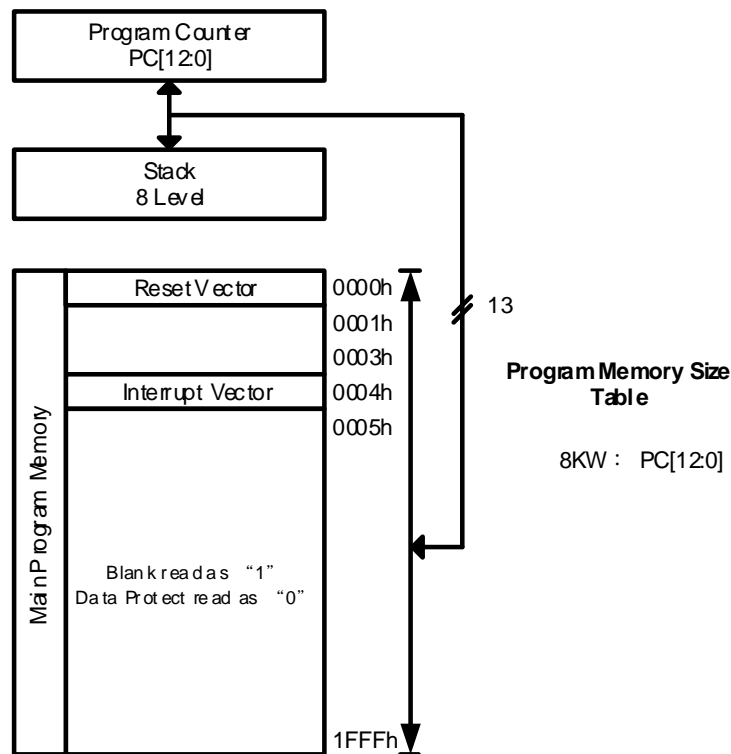 Program Counter
PC[12:0]
Stack
8 Level
Reset Vector
0000h
0001h
0003h
Interrupt Vector
0004h
0005h
13
Program Memory Size
Table
8KW： PC[12:0]
Main Program Memory
Blank read as “1”
Data Protect read as “0”
1FFFh